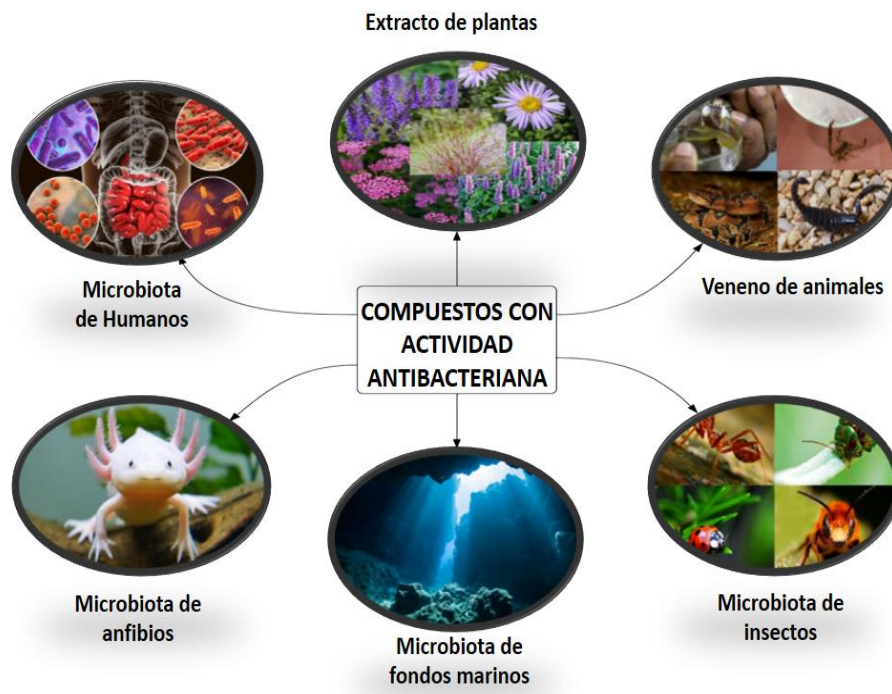 Extracto de plantas
Microbiota
de Humanos
Veneno de animales
COMPUESTOS CON
ACTIVIDAD
ANTIBACTERIANA
Microbiota de
anfibios
Microbiota de
fondos marinos
Microbiota de
insectos